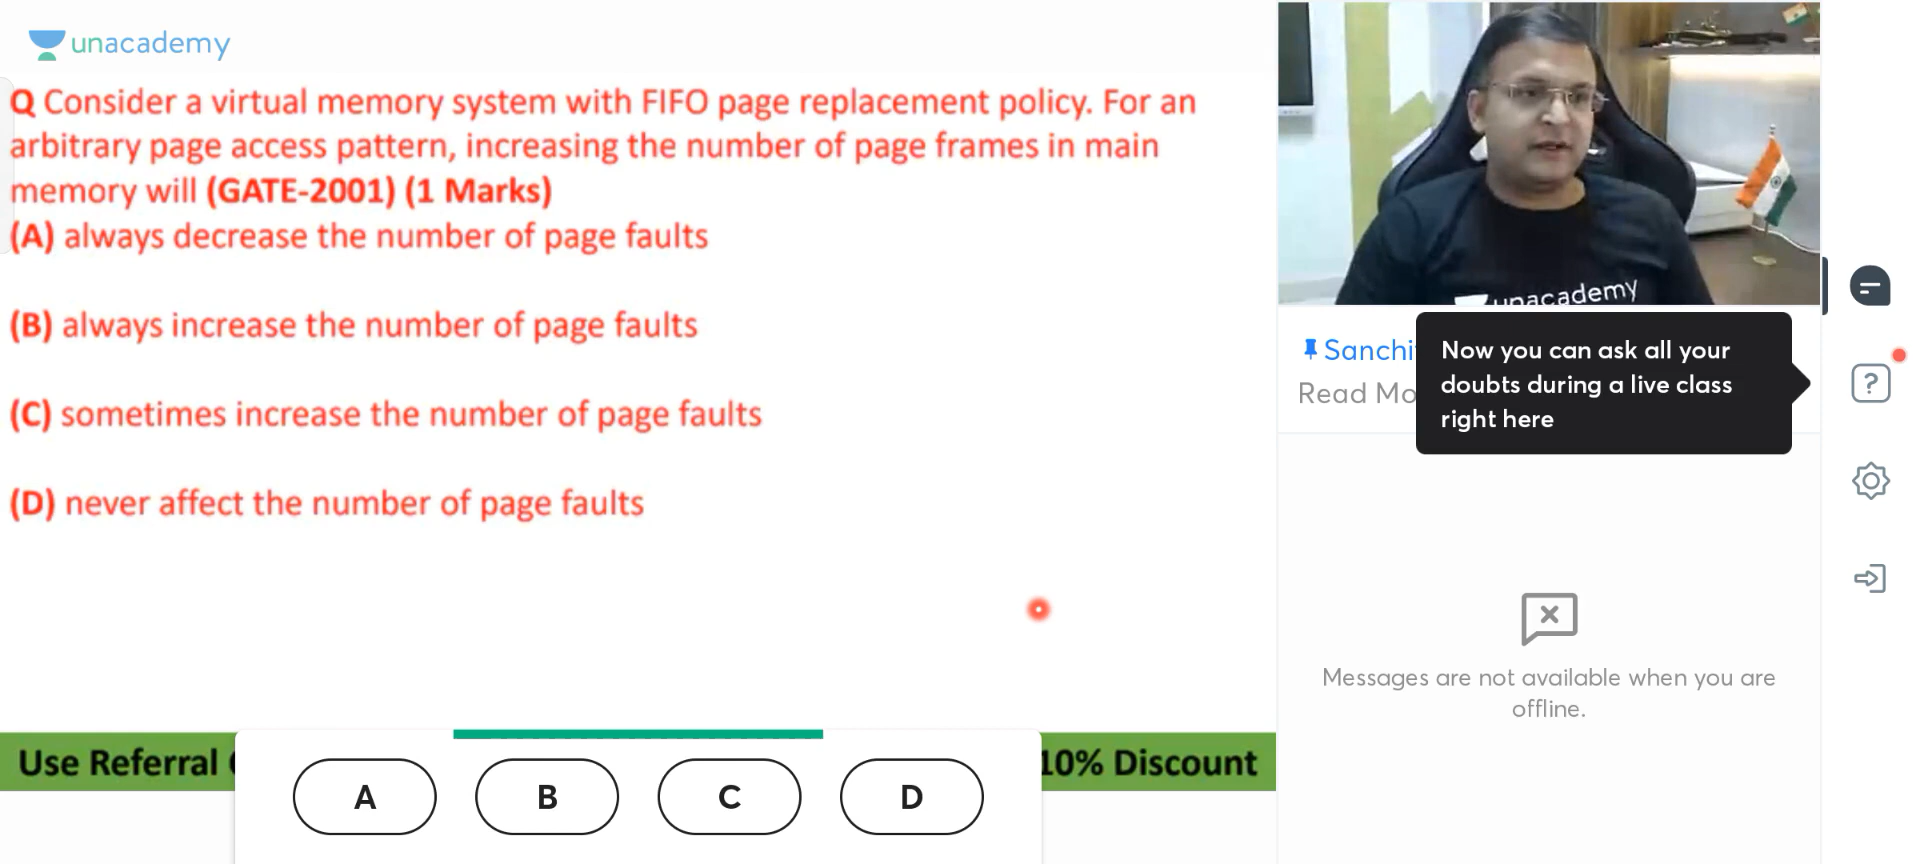 unacademy
Q Consider a virtual memory system with FIFO page replacement policy. For an
arbitrary page access pattern, increasing the number of page frames in main
memory will (GATE-2001) (1 Marks)
(A) always decrease the number of page faults
(B) always increase the number of page faults
(C) sometimes increase the number of page faults
(D) never affect the number of page faults
Use Referral
10% Discount
A
B
C
D
unacademy
Sanchi
Read Mo
Now you can ask all your
doubts during a live class
right here
?
Messages are not available when you are
offline.